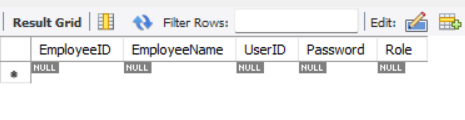 Result Grid Filter Rows: Edit:
EmployeeID EmployeeName UserID Password Role
NULL NULL NULL NULL NULL